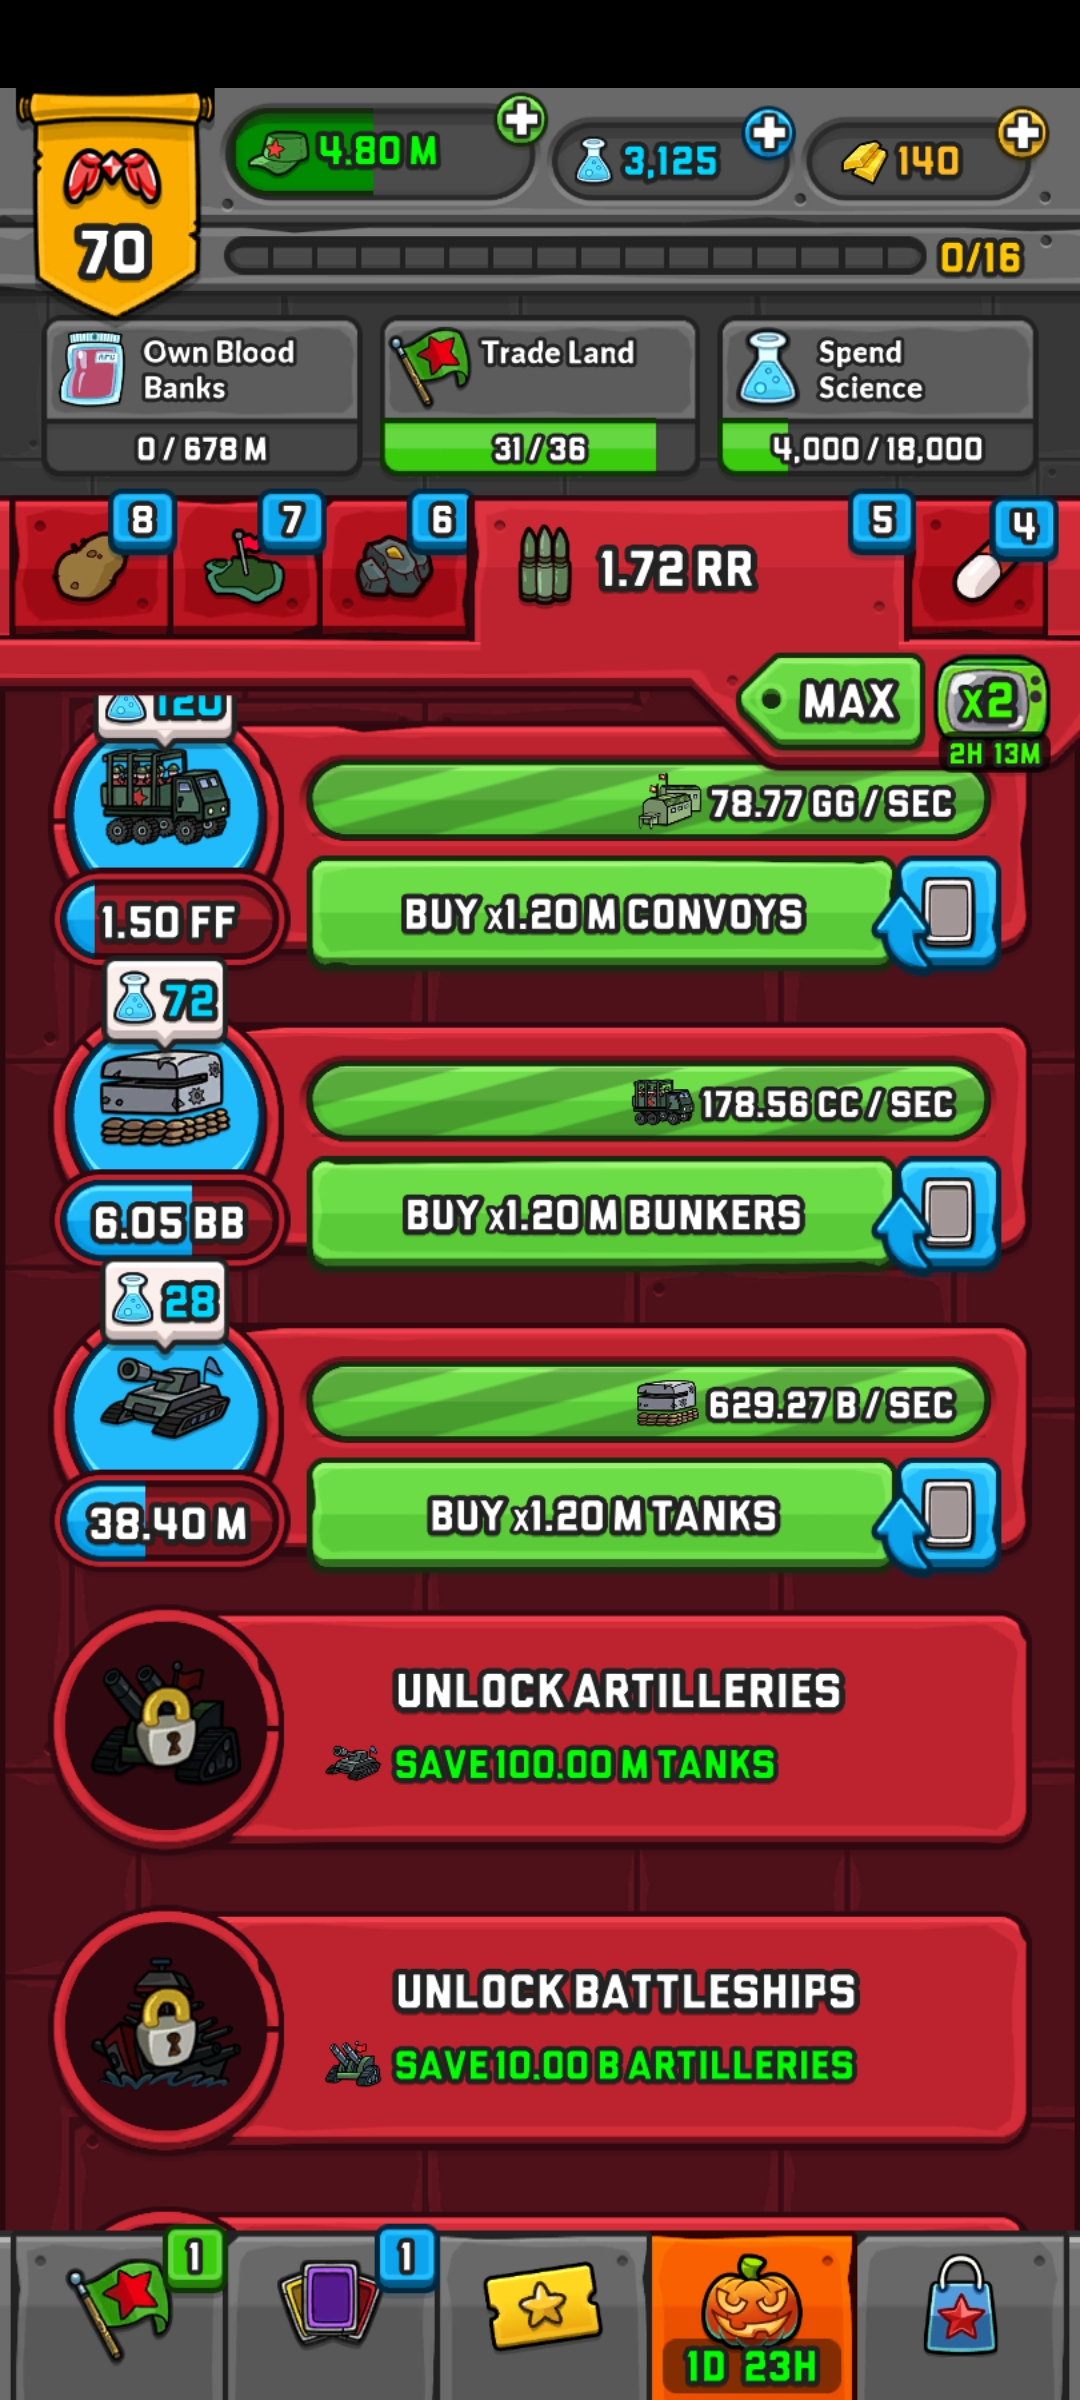 4.80 M
3,125
140
70
0/16
Own Blood
Banks
0 / 678 M
Trade Land
31 / 36
Spend
Science
4,000 / 18,000
8
7
6
1.72 RR
5
4
MAX
x2
2H 13M
120
78.77 GG / SEC
BUY x1.20 M CONVOYS
1.50 FF
72
178.56 CC / SEC
BUY x1.20 M BUNKERS
6.05 BB
28
629.27 B / SEC
BUY x1.20 M TANKS
38.40 M
UNLOCK ARTILLERIES
SAVE 100.00 M TANKS
UNLOCK BATTLESHIPS
SAVE 10.00 B ARTILLERIES
1
1
1D 23H